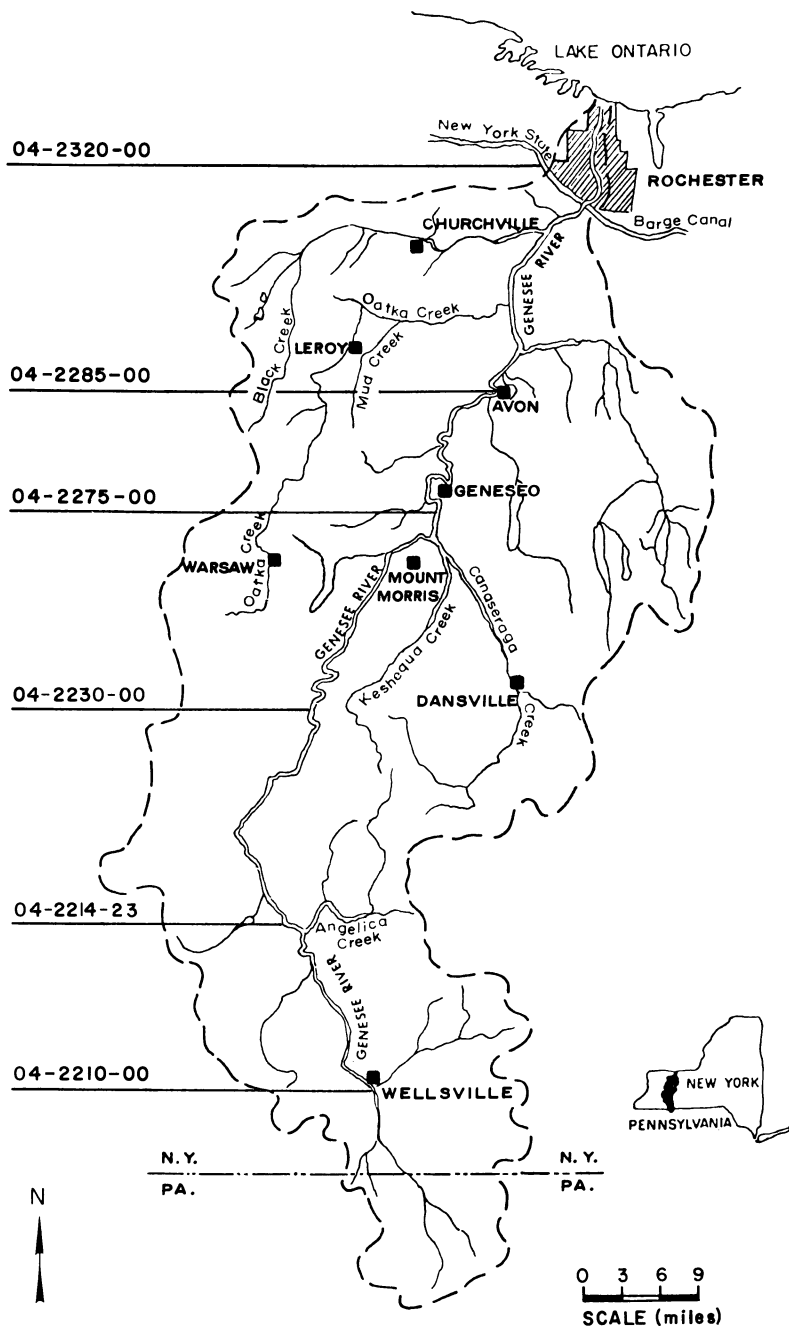 LAKE ONTARIO
New York State
04-2320-00
ROCHESTER
CHURCHVILLE
Barge Canal
GENESEE RIVER
Oatka Creek
Black Creek
LEROY
Mud Creek
04-2285-00
AVON
GENESEO
04-2275-00
Oatka Creek
WARSAW
MOUNT
MORRIS
GENESEE RIVER
Canaseraga
Creek
Keshequa Creek
DANSVILLE
04-2230-00
04-2214-23
Angelica
Creek
GENESEE RIVER
04-2210-00
WELLSVILLE
NEW YORK
PENNSYLVANIA
N.Y.
N.Y.
PA.
PA.
N
0 3 6 9
SCALE (miles)